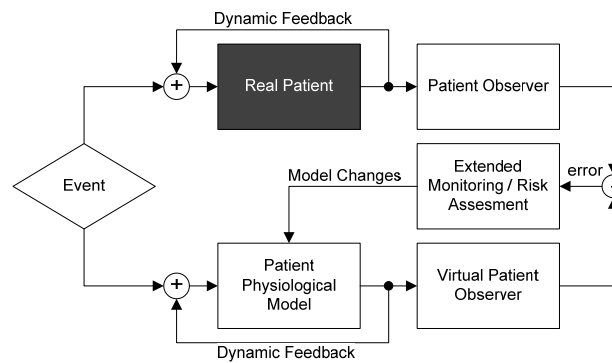 Dynamic Feedback
+
Real Patient
Patient Observer
Event
Model Changes
Extended
Monitoring / Risk
Assesment
error
+
Patient
Physiological
Model
Virtual Patient
Observer
Dynamic Feedback